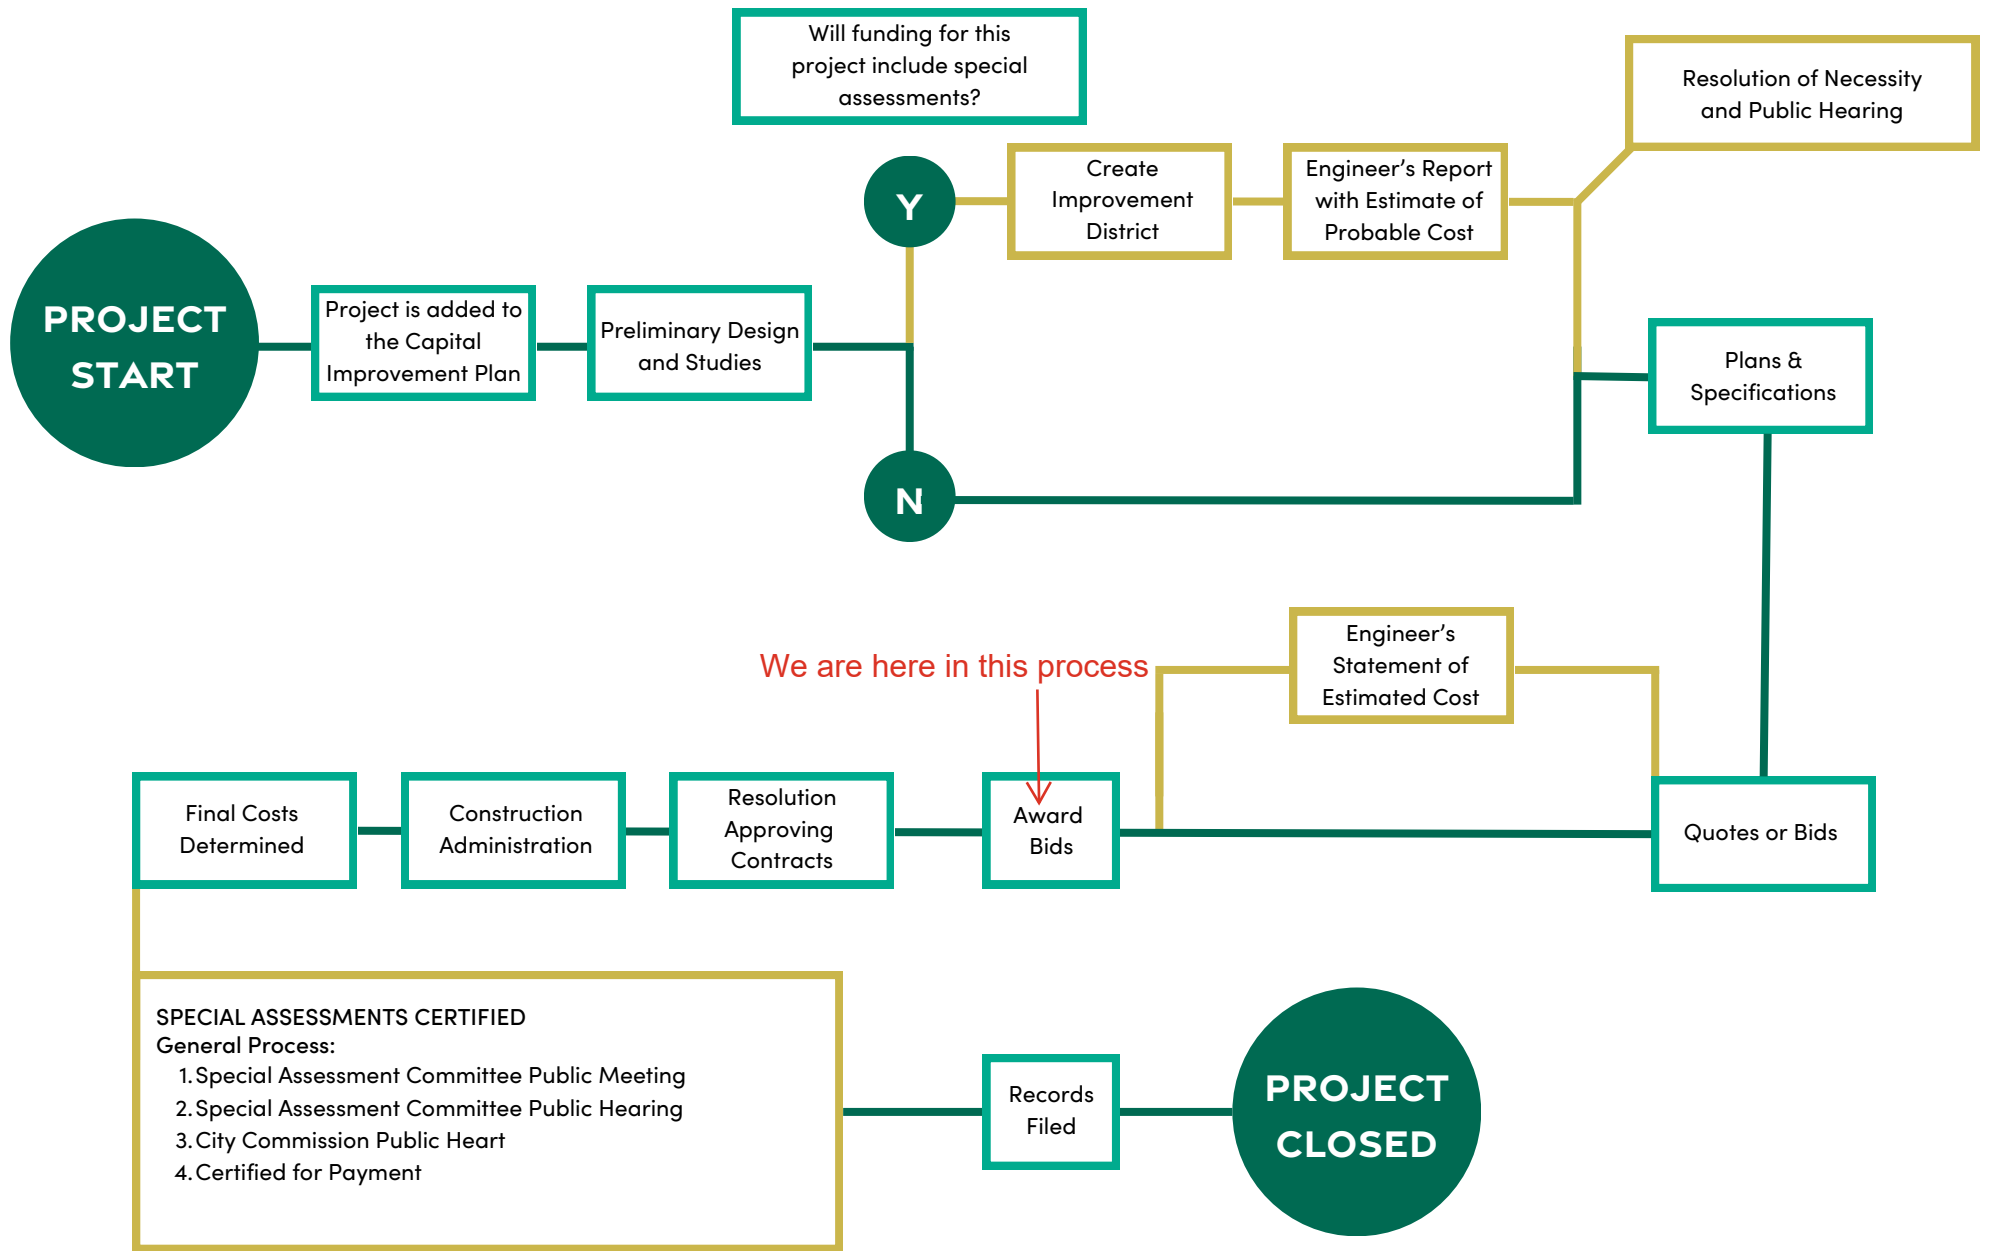 Will funding for this
project include special
assessments?
Resolution of Necessity
and Public Hearing
Y
Create
Improvement
District
Engineer's Report
with Estimate of
Probable Cost
PROJECT
START
Project is added to
the Capital
Improvement Plan
Preliminary Design
and Studies
Plans &
Specifications
N
We are here in this process
Engineer's
Statement of
Estimated Cost
Final Costs
Determined
Construction
Administration
Resolution
Approving
Contracts
Award
Bids
Quotes or Bids
SPECIAL ASSESSMENTS CERTIFIED
General Process:
1. Special Assessment Committee Public Meeting
2. Special Assessment Committee Public Hearing
3. City Commission Public Heart
4. Certified for Payment
Records
Filed
PROJECT
CLOSED